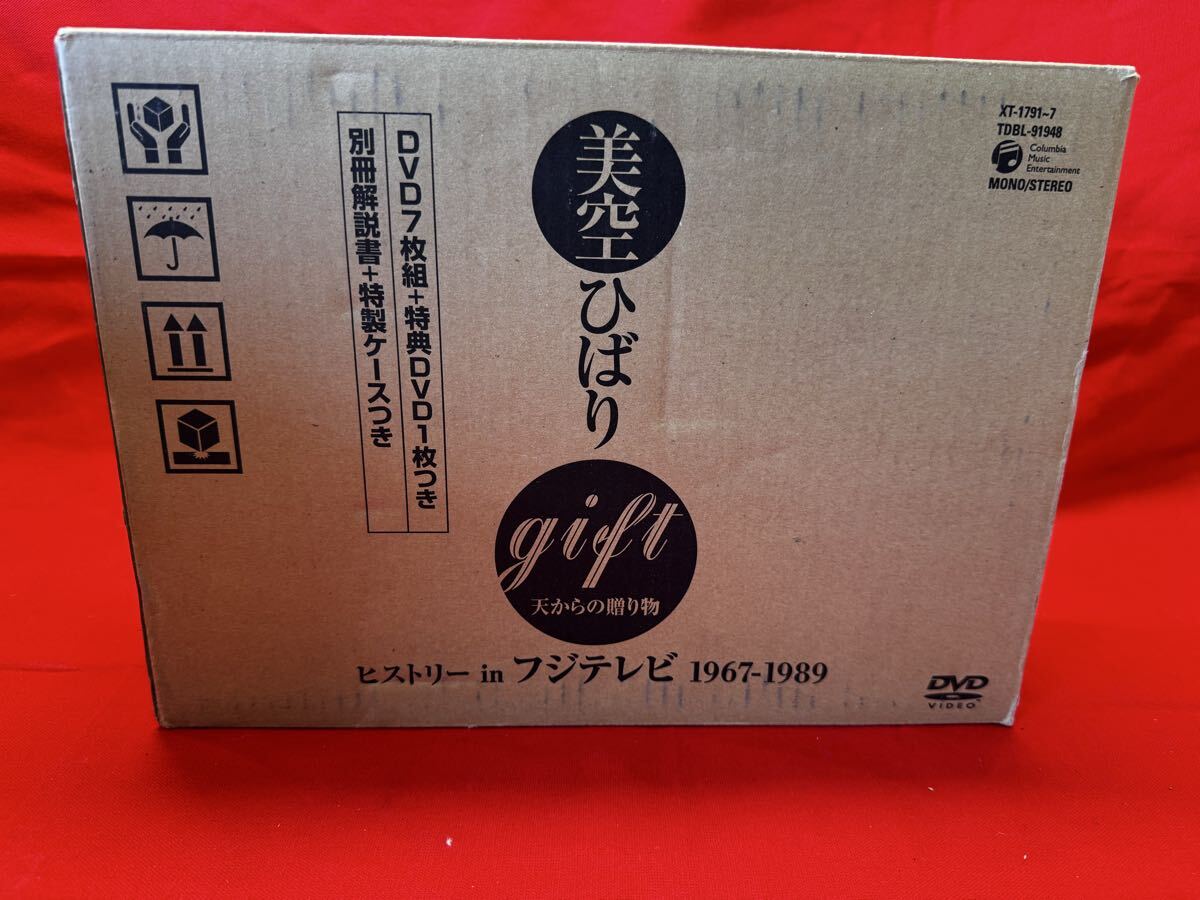 XT-1791~7
TDBL-91948
Columbia
Music
Entertainment
MONO/STEREO
美空ひばり
gift
天からの贈り物
DVD7枚組+特典DVD1枚つき
別冊解説書+特製ケースつき
ヒストリー in フジテレビ 1967-1989
DVD
VIDEO